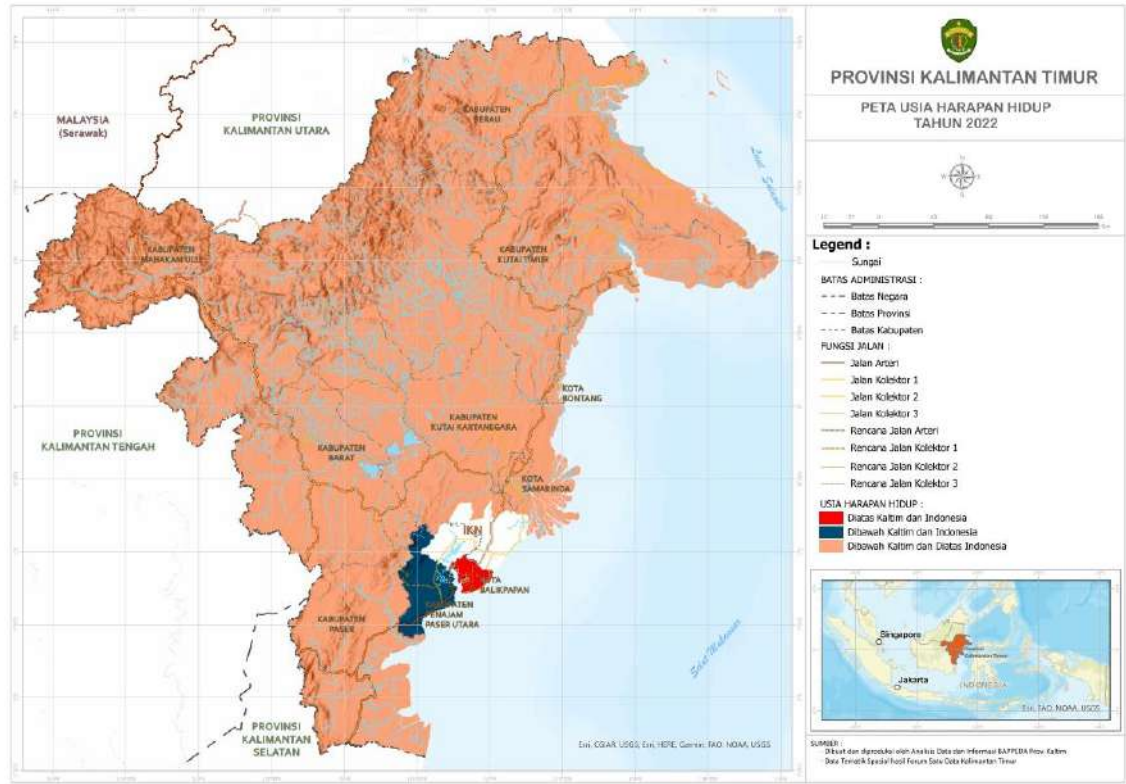 PROVINSI KALIMANTAN TIMUR
PETA USIA HARAPAN HIDUP
TAHUN 2022
N
W
E
S
Legend :
Sungai
BATAS ADMINISTRASI :
Batas Negara
Batas Provinsi
Batas Kabupaten
FUNGSI JALAN :
Jalan Arteri
Jalan Kolektor 1
Jalan Kolektor 2
Jalan Kolektor 3
Rencana Jalan Arteri
Rencana Jalan Kolektor 1
Rencana Jalan Kolektor 2
Rencana Jalan Kolektor 3
USIA HARAPAN HIDUP :
Diatas Kaltim dan Indonesia
Dibawah Kaltim dan Indonesia
Dibawah Kaltim dan Diatas Indonesia
Singapore
Kalimantan Timur
Jakarta
INDONESIA
Esri, FAO, NOAA, USGS
SUMBER :
- Dibuat dan diproduksi oleh Analisis Data dan Informasi BAPPEDA Prov. Kaltim
- Data Tematik Spasial hasil Forum Satu Data Kalimantan Timur
MALAYSIA
(Serawak)
PROVINSI
KALIMANTAN UTARA
KABUPATEN
BERAU
Laut Sulawesi
KABUPATEN
MAHAKAM ULU
KABUPATEN
KUTAI TIMUR
KOTA
BONTANG
KABUPATEN
KUTAI KARTANEGARA
PROVINSI
KALIMANTAN TENGAH
KABUPATEN
BARAT
KOTA
SAMARINDA
IKN
KOTA
BALIKPAPAN
KABUPATEN
PENAJAM
PASER UTARA
KABUPATEN
PASER
Selat Makassar
PROVINSI
KALIMANTAN
SELATAN
Esri, CGIAR, USGS, Esri, HERE, Garmin, FAO, NOAA, USGS